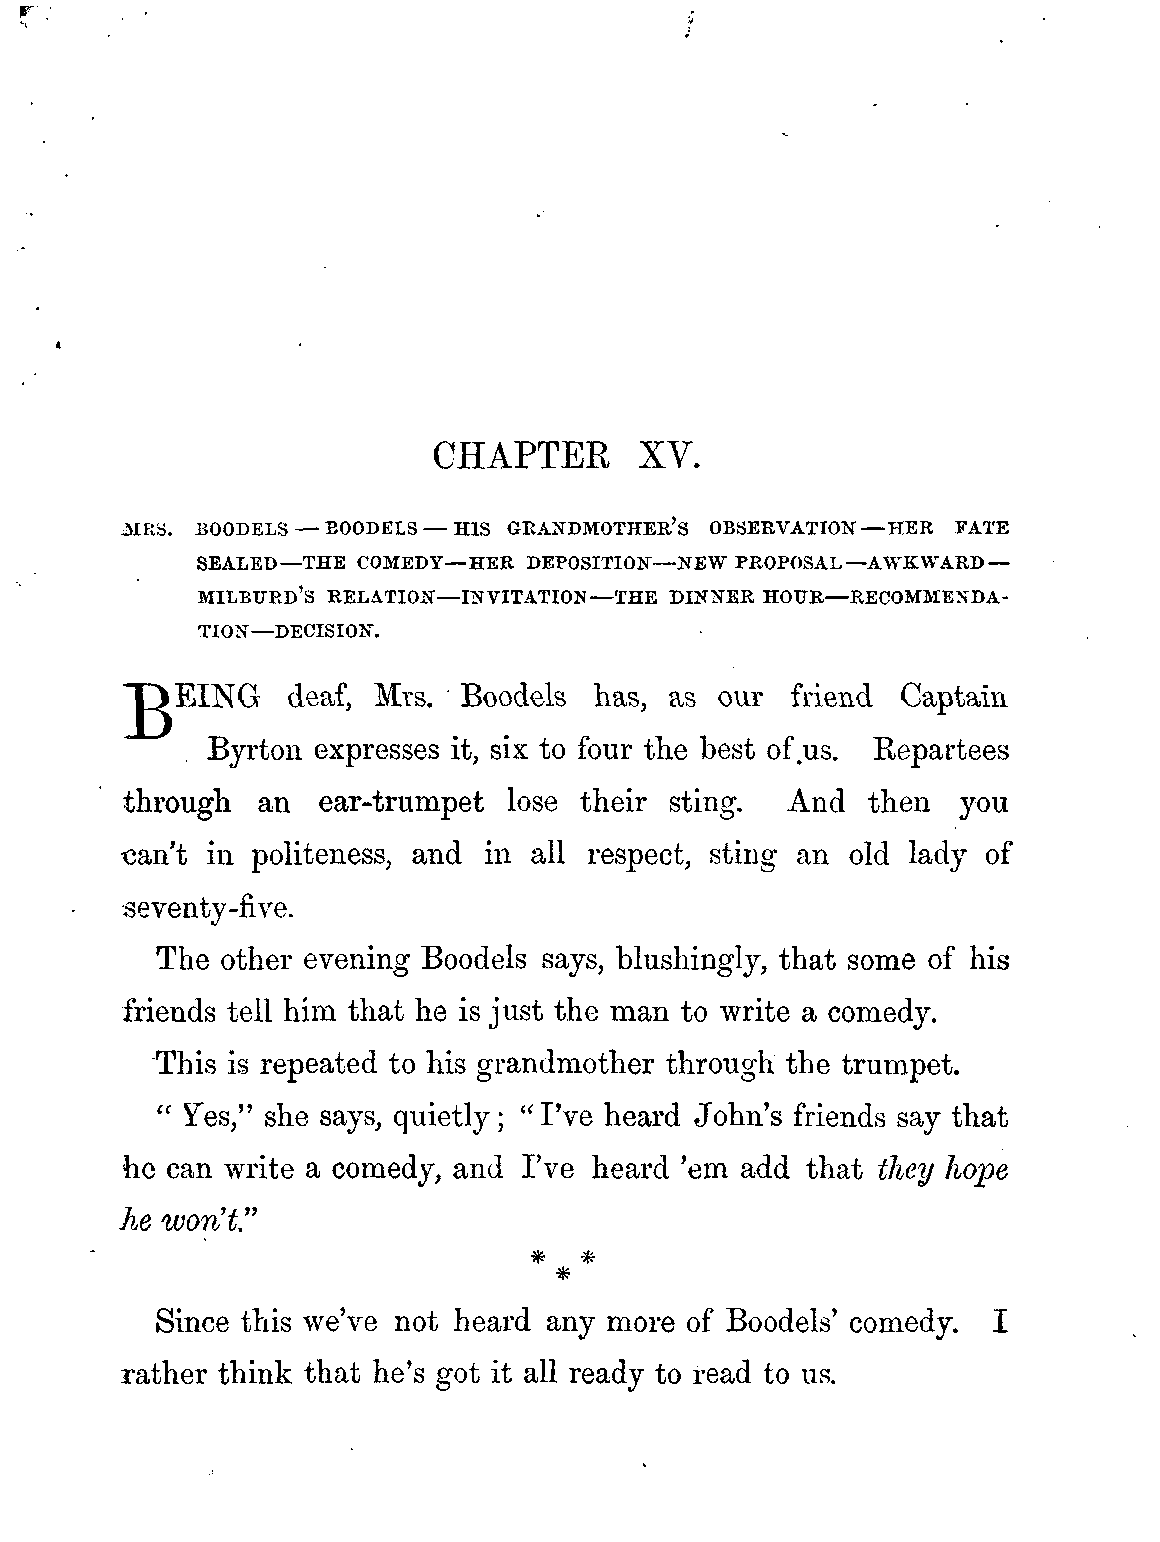 CHAPTER XV.
MRS. BOODELS — BOODELS — HIS GRANDMOTHER'S OBSERVATION — HER FATE
SEALED—THE COMEDY—HER DEPOSITION—NEW PROPOSAL—AWKWARD—
MILBURD'S RELATION—INVITATION—THE DINNER HOUR—RECOMMENDA-
TION—DECISION.
BEING deaf, Mrs. Boodels has, as our friend Captain
Byrton expresses it, six to four the best of us. Repartees
through an ear-trumpet lose their sting. And then you
can't in politeness, and in all respect, sting an old lady of
seventy-five.
The other evening Boodels says, blushingly, that some of his
friends tell him that he is just the man to write a comedy.
This is repeated to his grandmother through the trumpet.
“ Yes,” she says, quietly ; “ I've heard John's friends say that
he can write a comedy, and I've heard 'em add that they hope
he won't.”
* * *
Since this we've not heard any more of Boodels' comedy. I
rather think that he's got it all ready to read to us.